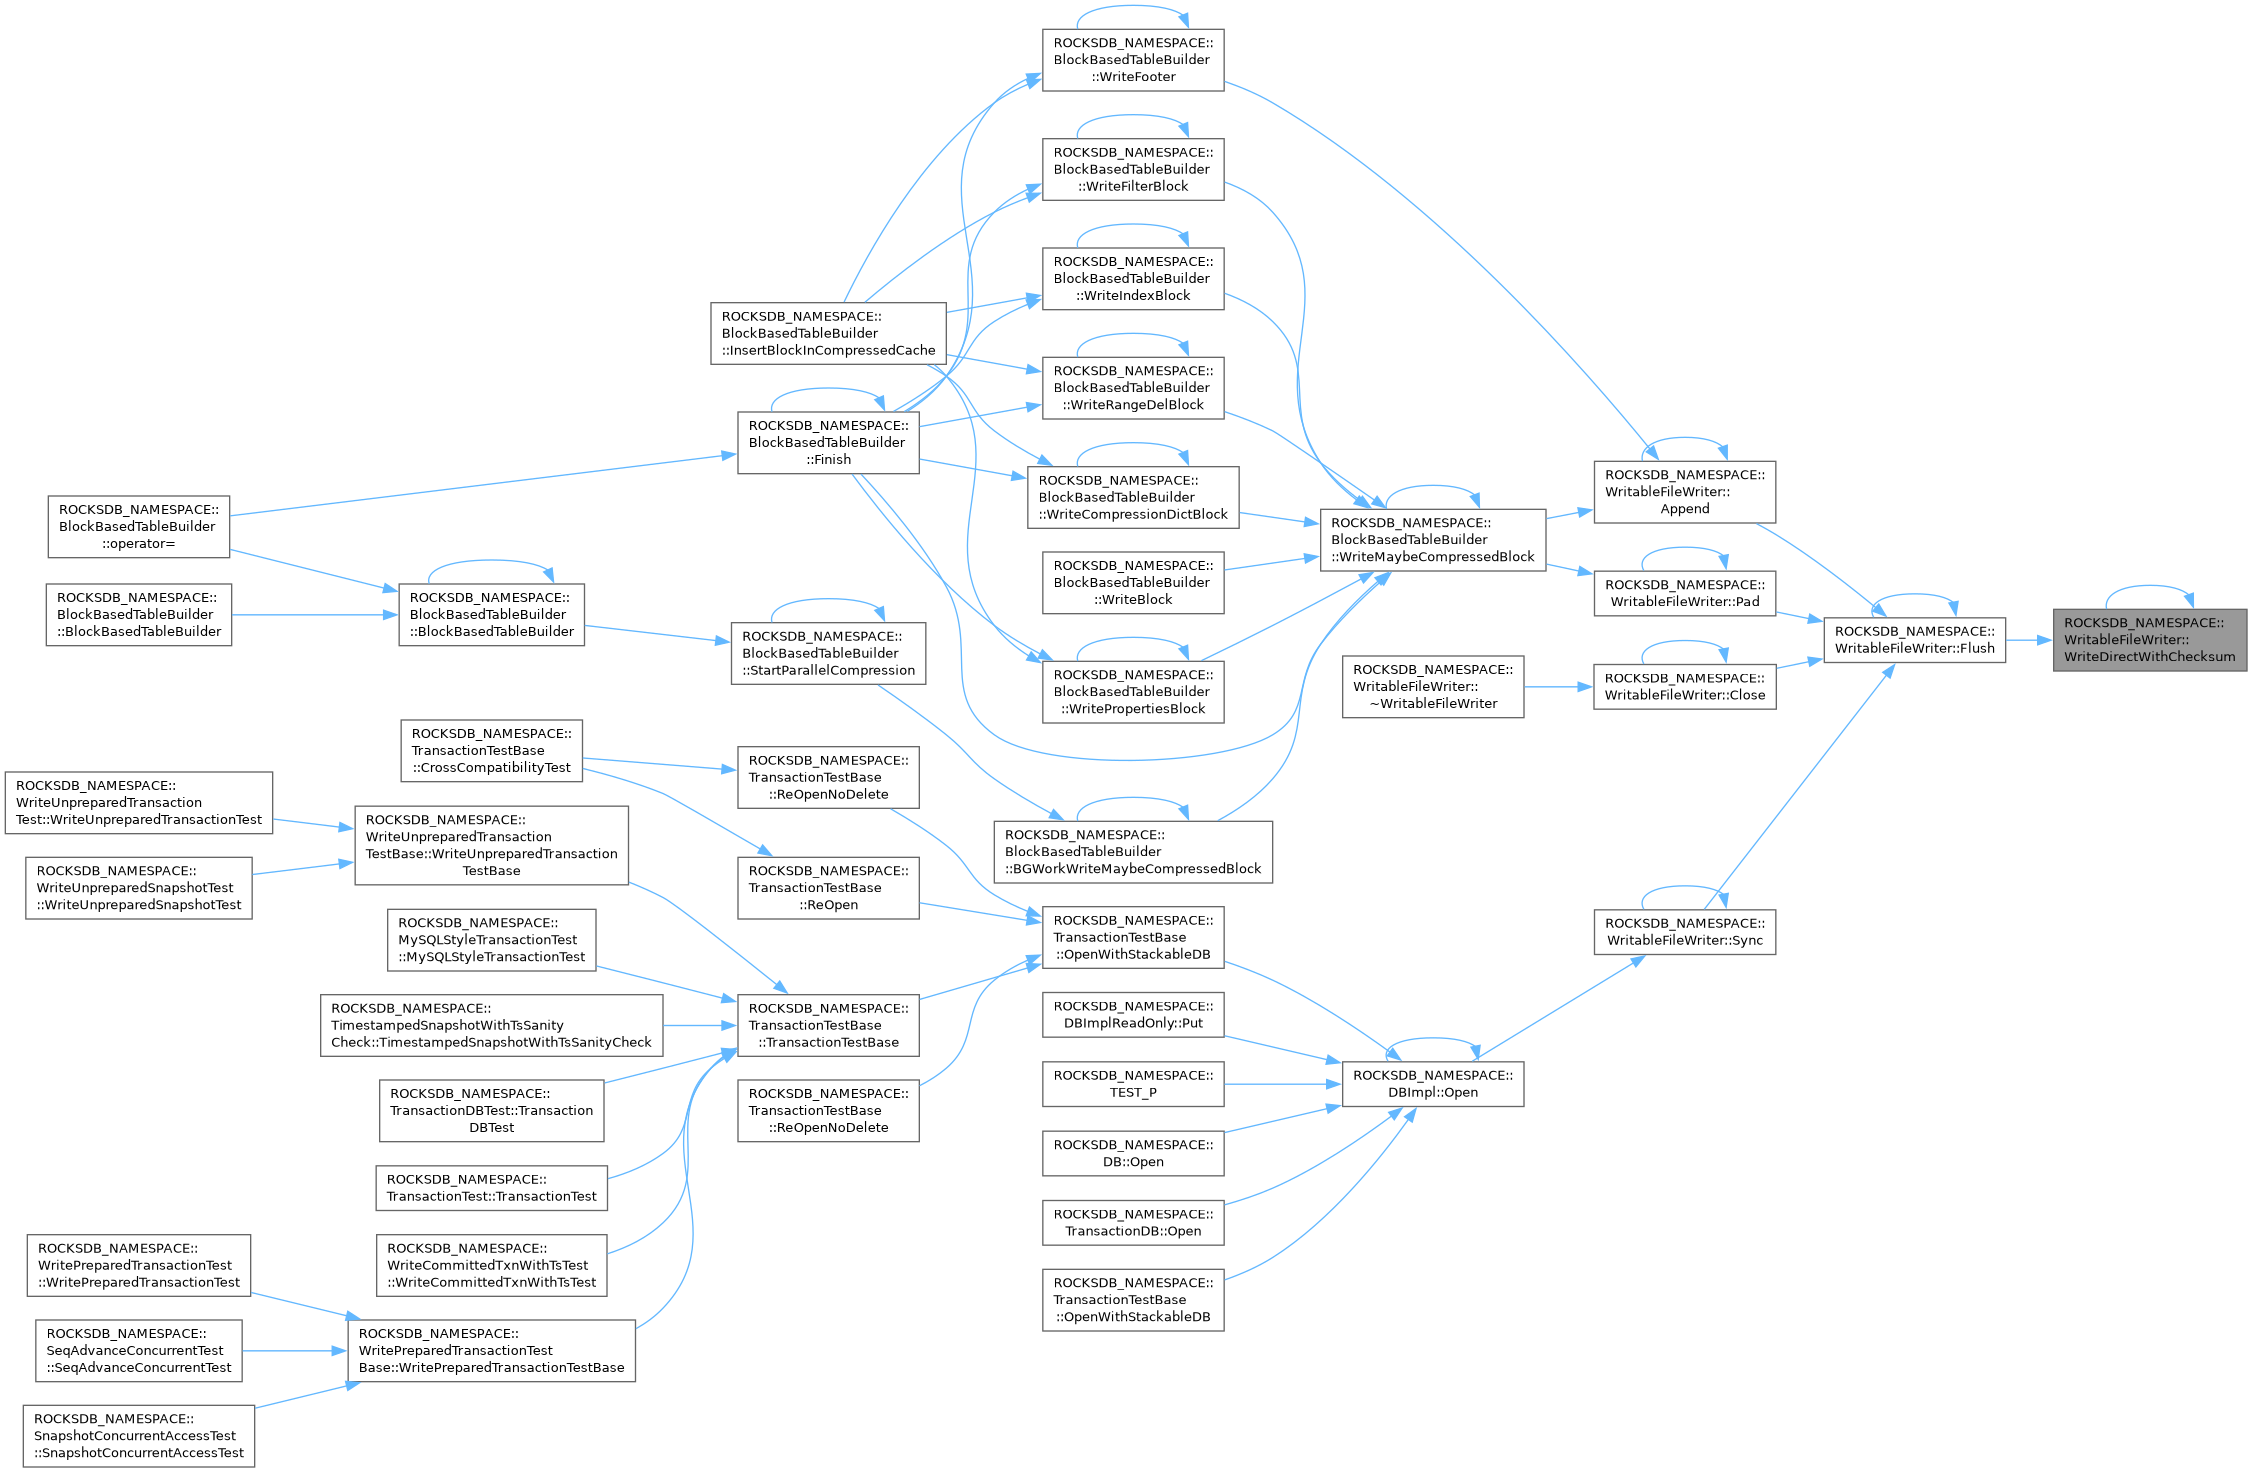 ROCKSDB_NAMESPACE::
BlockBasedTableBuilder
::WriteFooter
ROCKSDB_NAMESPACE::
BlockBasedTableBuilder
::WriteFilterBlock
ROCKSDB_NAMESPACE::
BlockBasedTableBuilder
::WriteIndexBlock
ROCKSDB_NAMESPACE::
BlockBasedTableBuilder
::InsertBlockInCompressedCache
ROCKSDB_NAMESPACE::
BlockBasedTableBuilder
::WriteRangeDelBlock
ROCKSDB_NAMESPACE::
BlockBasedTableBuilder
::Finish
ROCKSDB_NAMESPACE::
BlockBasedTableBuilder
::WriteCompressionDictBlock
ROCKSDB_NAMESPACE::
WritableFileWriter::
Append
ROCKSDB_NAMESPACE::
BlockBasedTableBuilder
::operator=
ROCKSDB_NAMESPACE::
BlockBasedTableBuilder
::WriteMaybeCompressedBlock
ROCKSDB_NAMESPACE::
BlockBasedTableBuilder
::WriteBlock
ROCKSDB_NAMESPACE::
WritableFileWriter::Pad
ROCKSDB_NAMESPACE::
BlockBasedTableBuilder
::BlockBasedTableBuilder
ROCKSDB_NAMESPACE::
BlockBasedTableBuilder
::BlockBasedTableBuilder
ROCKSDB_NAMESPACE::
BlockBasedTableBuilder
::StartParallelCompression
ROCKSDB_NAMESPACE::
WritableFileWriter::Flush
ROCKSDB_NAMESPACE::
WritableFileWriter::
WriteDirectWithChecksum
ROCKSDB_NAMESPACE::
BlockBasedTableBuilder
::WritePropertiesBlock
ROCKSDB_NAMESPACE::
WritableFileWriter::
~WritableFileWriter
ROCKSDB_NAMESPACE::
WritableFileWriter::Close
ROCKSDB_NAMESPACE::
TransactionTestBase
::CrossCompatibilityTest
ROCKSDB_NAMESPACE::
TransactionTestBase
::ReOpenNoDelete
ROCKSDB_NAMESPACE::
WriteUnpreparedTransaction
Test::WriteUnpreparedTransactionTest
ROCKSDB_NAMESPACE::
WriteUnpreparedTransaction
TestBase::WriteUnpreparedTransaction
TestBase
ROCKSDB_NAMESPACE::
BlockBasedTableBuilder
::BGWorkWriteMaybeCompressedBlock
ROCKSDB_NAMESPACE::
WriteUnpreparedSnapshotTest
::WriteUnpreparedSnapshotTest
ROCKSDB_NAMESPACE::
TransactionTestBase
::ReOpen
ROCKSDB_NAMESPACE::
MySQLStyleTransactionTest
::MySQLStyleTransactionTest
ROCKSDB_NAMESPACE::
TransactionTestBase
::OpenWithStackableDB
ROCKSDB_NAMESPACE::
WritableFileWriter::Sync
ROCKSDB_NAMESPACE::
TimestampedSnapshotWithTsSanity
Check::TimestampedSnapshotWithTsSanityCheck
ROCKSDB_NAMESPACE::
TransactionTestBase
::TransactionTestBase
ROCKSDB_NAMESPACE::
DBImplReadOnly::Put
ROCKSDB_NAMESPACE::
TEST_P
ROCKSDB_NAMESPACE::
DBImpl::Open
ROCKSDB_NAMESPACE::
TransactionDBTest::Transaction
DBTest
ROCKSDB_NAMESPACE::
TransactionTestBase
::ReOpenNoDelete
ROCKSDB_NAMESPACE::
DB::Open
ROCKSDB_NAMESPACE::
TransactionTest::TransactionTest
ROCKSDB_NAMESPACE::
TransactionDB::Open
ROCKSDB_NAMESPACE::
WritePreparedTransactionTest
::WritePreparedTransactionTest
ROCKSDB_NAMESPACE::
WriteCommittedTxnWithTsTest
::WriteCommittedTxnWithTsTest
ROCKSDB_NAMESPACE::
TransactionTestBase
::OpenWithStackableDB
ROCKSDB_NAMESPACE::
SeqAdvanceConcurrentTest
::SeqAdvanceConcurrentTest
ROCKSDB_NAMESPACE::
WritePreparedTransactionTest
Base::WritePreparedTransactionTestBase
ROCKSDB_NAMESPACE::
SnapshotConcurrentAccessTest
::SnapshotConcurrentAccessTest